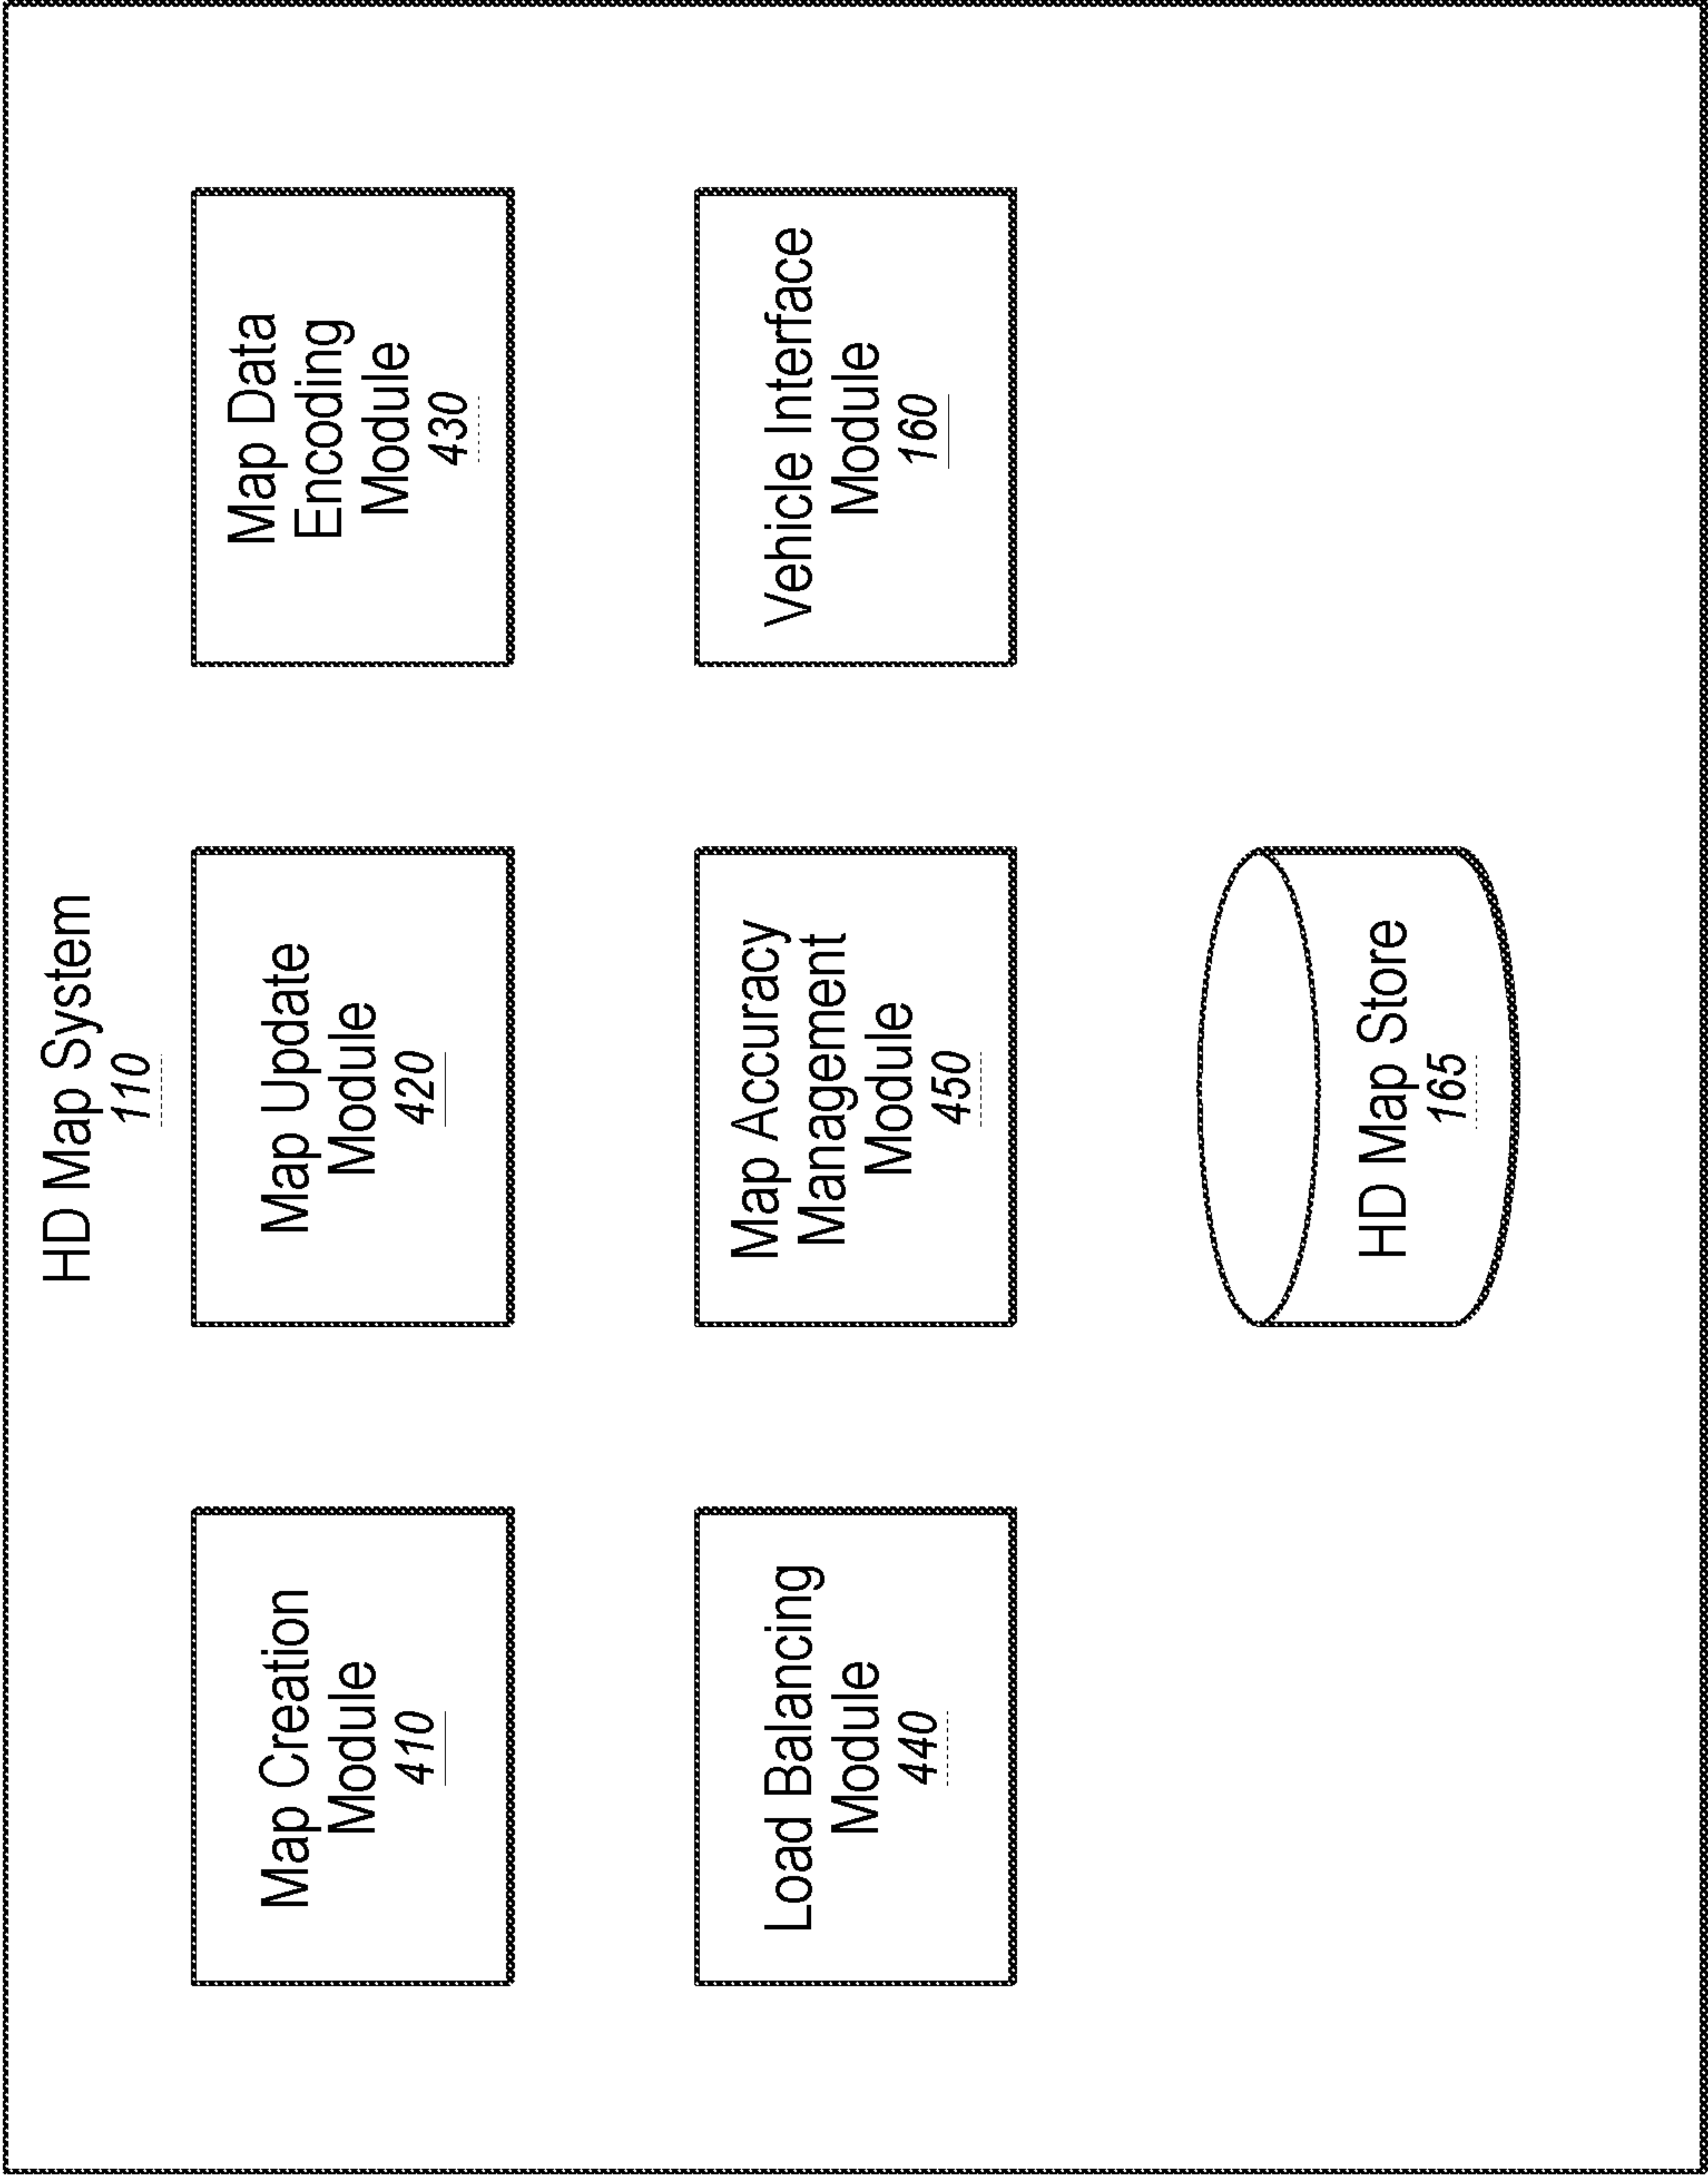 HD Map System
110
Map Creation
Module
410
Map Update
Module
420
Map Data
Encoding
Module
430
Load Balancing
Module
440
Map Accuracy
Management
Module
450
Vehicle Interface
Module
160
HD Map Store
165